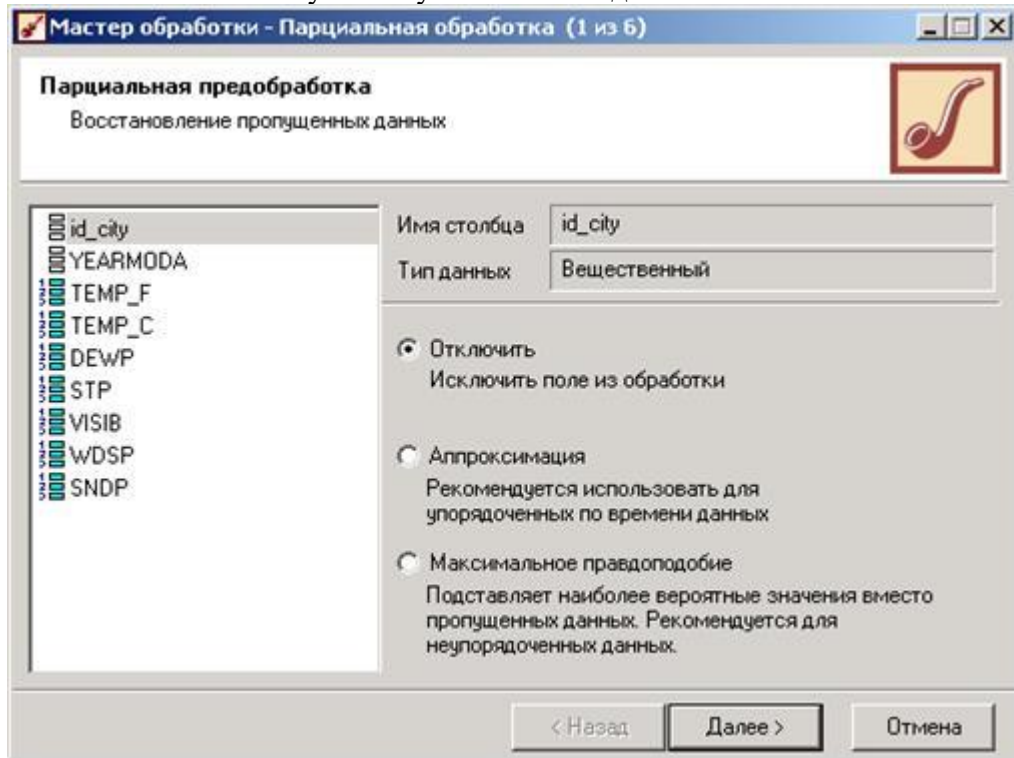 Мастер обработки - Парциальная обработка (1 из 6)
Парциальная предобработка
Восстановление пропущенных данных
id_city
YEARMODA
TEMP_F
TEMP_C
DEWP
STP
VISIB
WDSP
SNDP
Имя столбца id_city
Тип данных Вещественный
Отключить
Исключить поле из обработки
Аппроксимация
Рекомендуется использовать для
упорядоченных по времени данных
Максимальное правдоподобие
Подставляет наиболее вероятные значения вместо
пропущенных данных. Рекомендуется для
неупорядоченных данных.
< Назад Далее > Отмена